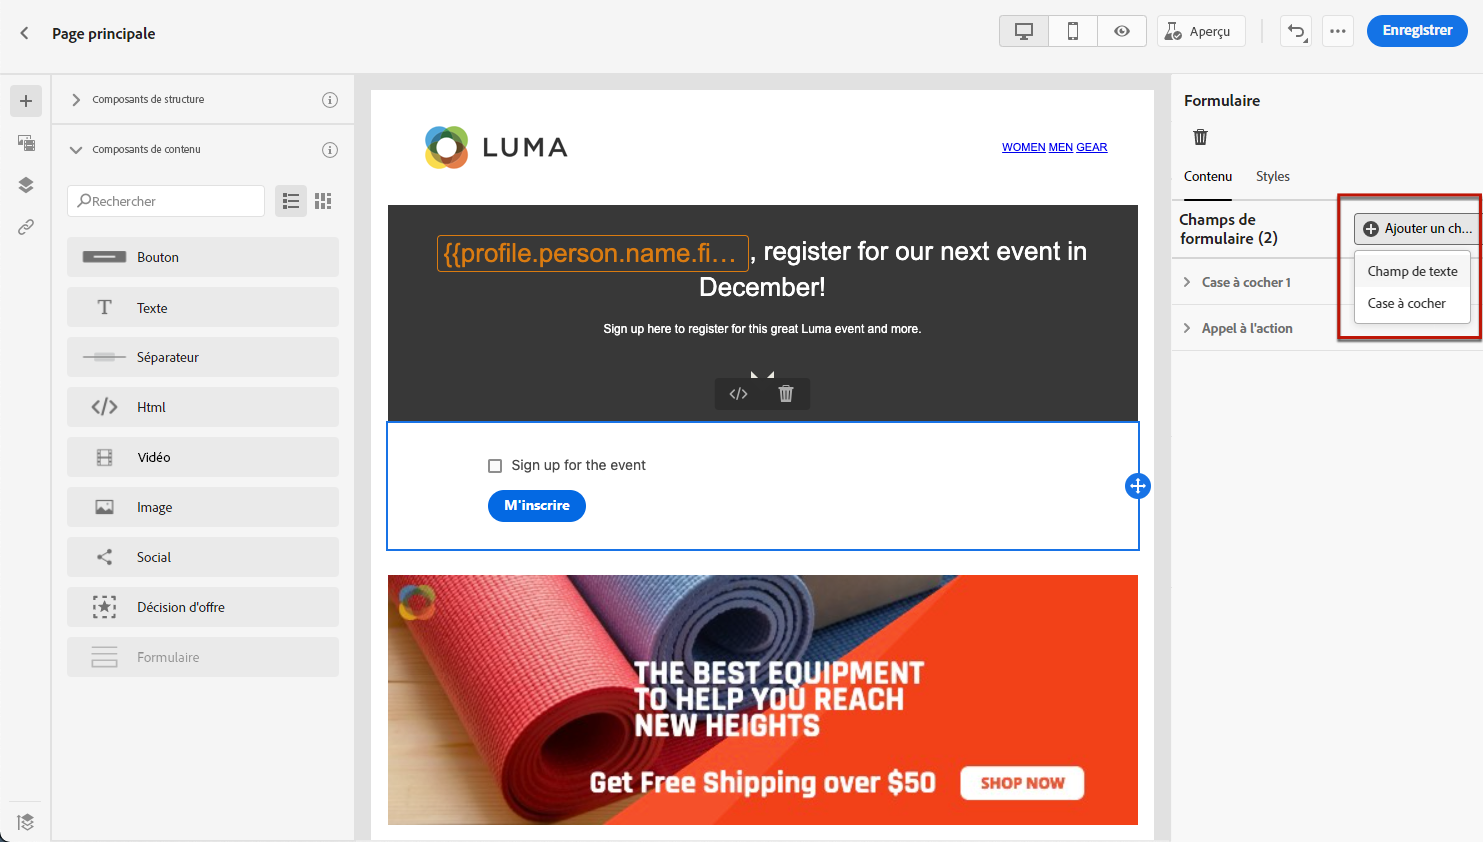 Page principale
Aperçu
Enregistrer
Composants de structure
Composants de contenu
Rechercher
Bouton
Texte
Séparateur
Html
Vidéo
Image
Social
Décision d'offre
Formulaire
LUMA
WOMEN MEN GEAR
{{profile.person.name.fi... , register for our next event in
December!
Sign up here to register for this great Luma event and more.
Sign up for the event
M'inscrire
THE BEST EQUIPMENT
TO HELP YOU REACH
NEW HEIGHTS
Get Free Shipping over $50
SHOP NOW
Formulaire
Contenu Styles
Champs de
formulaire (2)
Ajouter un ch...
Champ de texte
Case à cocher
Case à cocher 1
Appel à l'action